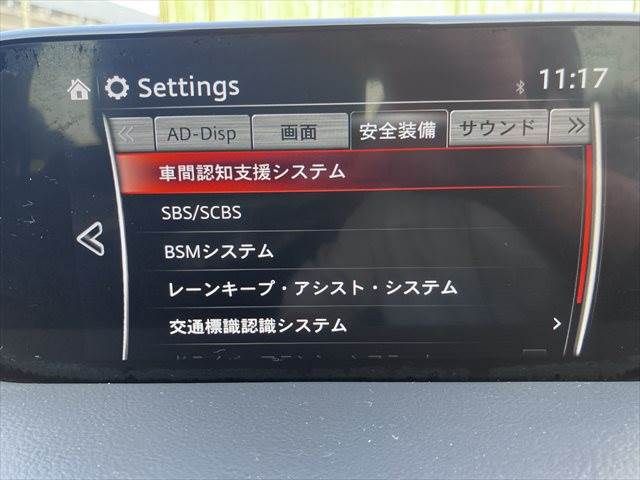 Settings 11:17
AD-Disp 画面 安全装備 サウンド
車間認知支援システム
SBS/SCBS
BSMシステム
レーンキープ・アシスト・システム
交通標識認識システム